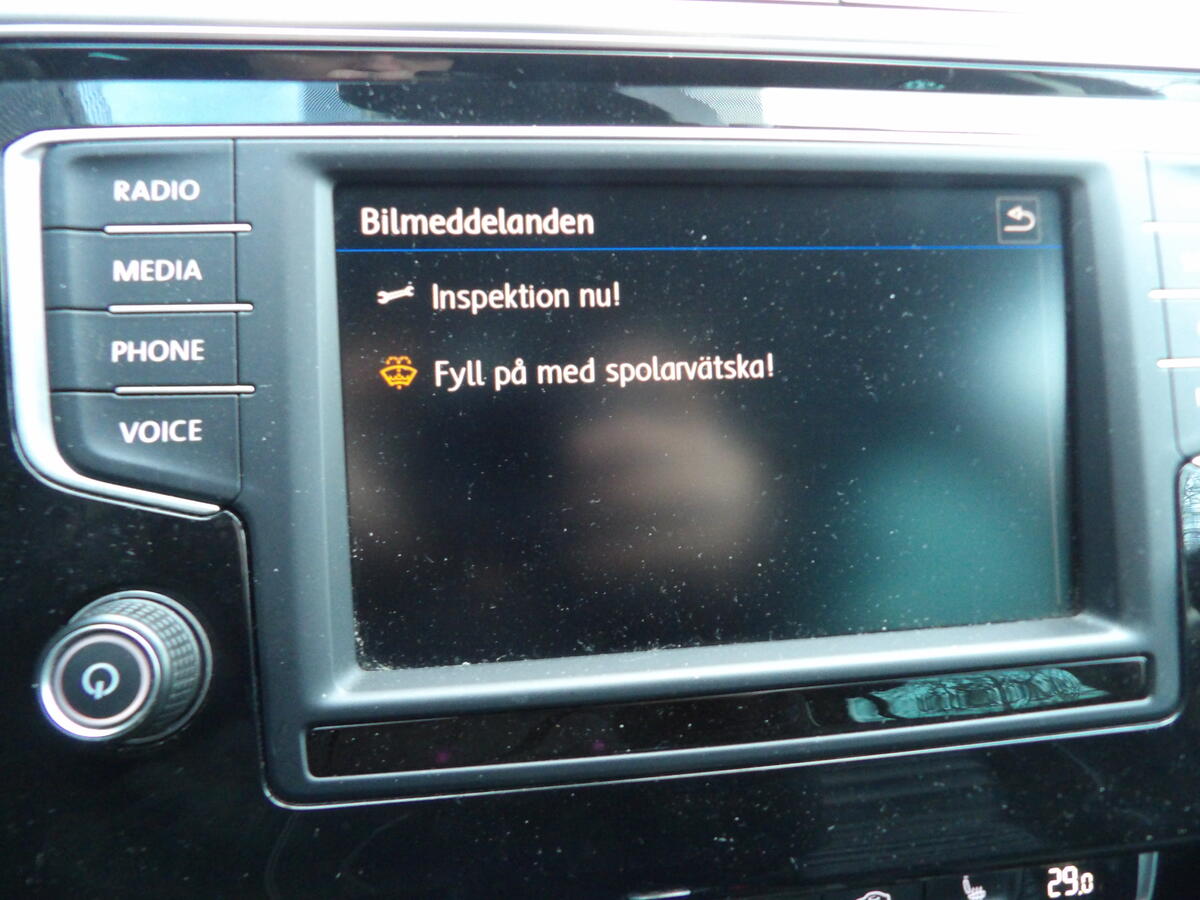 RADIO
MEDIA
PHONE
VOICE
Bilmeddelanden
Inspektion nu!
Fyll på med spolarvätska!
29.0